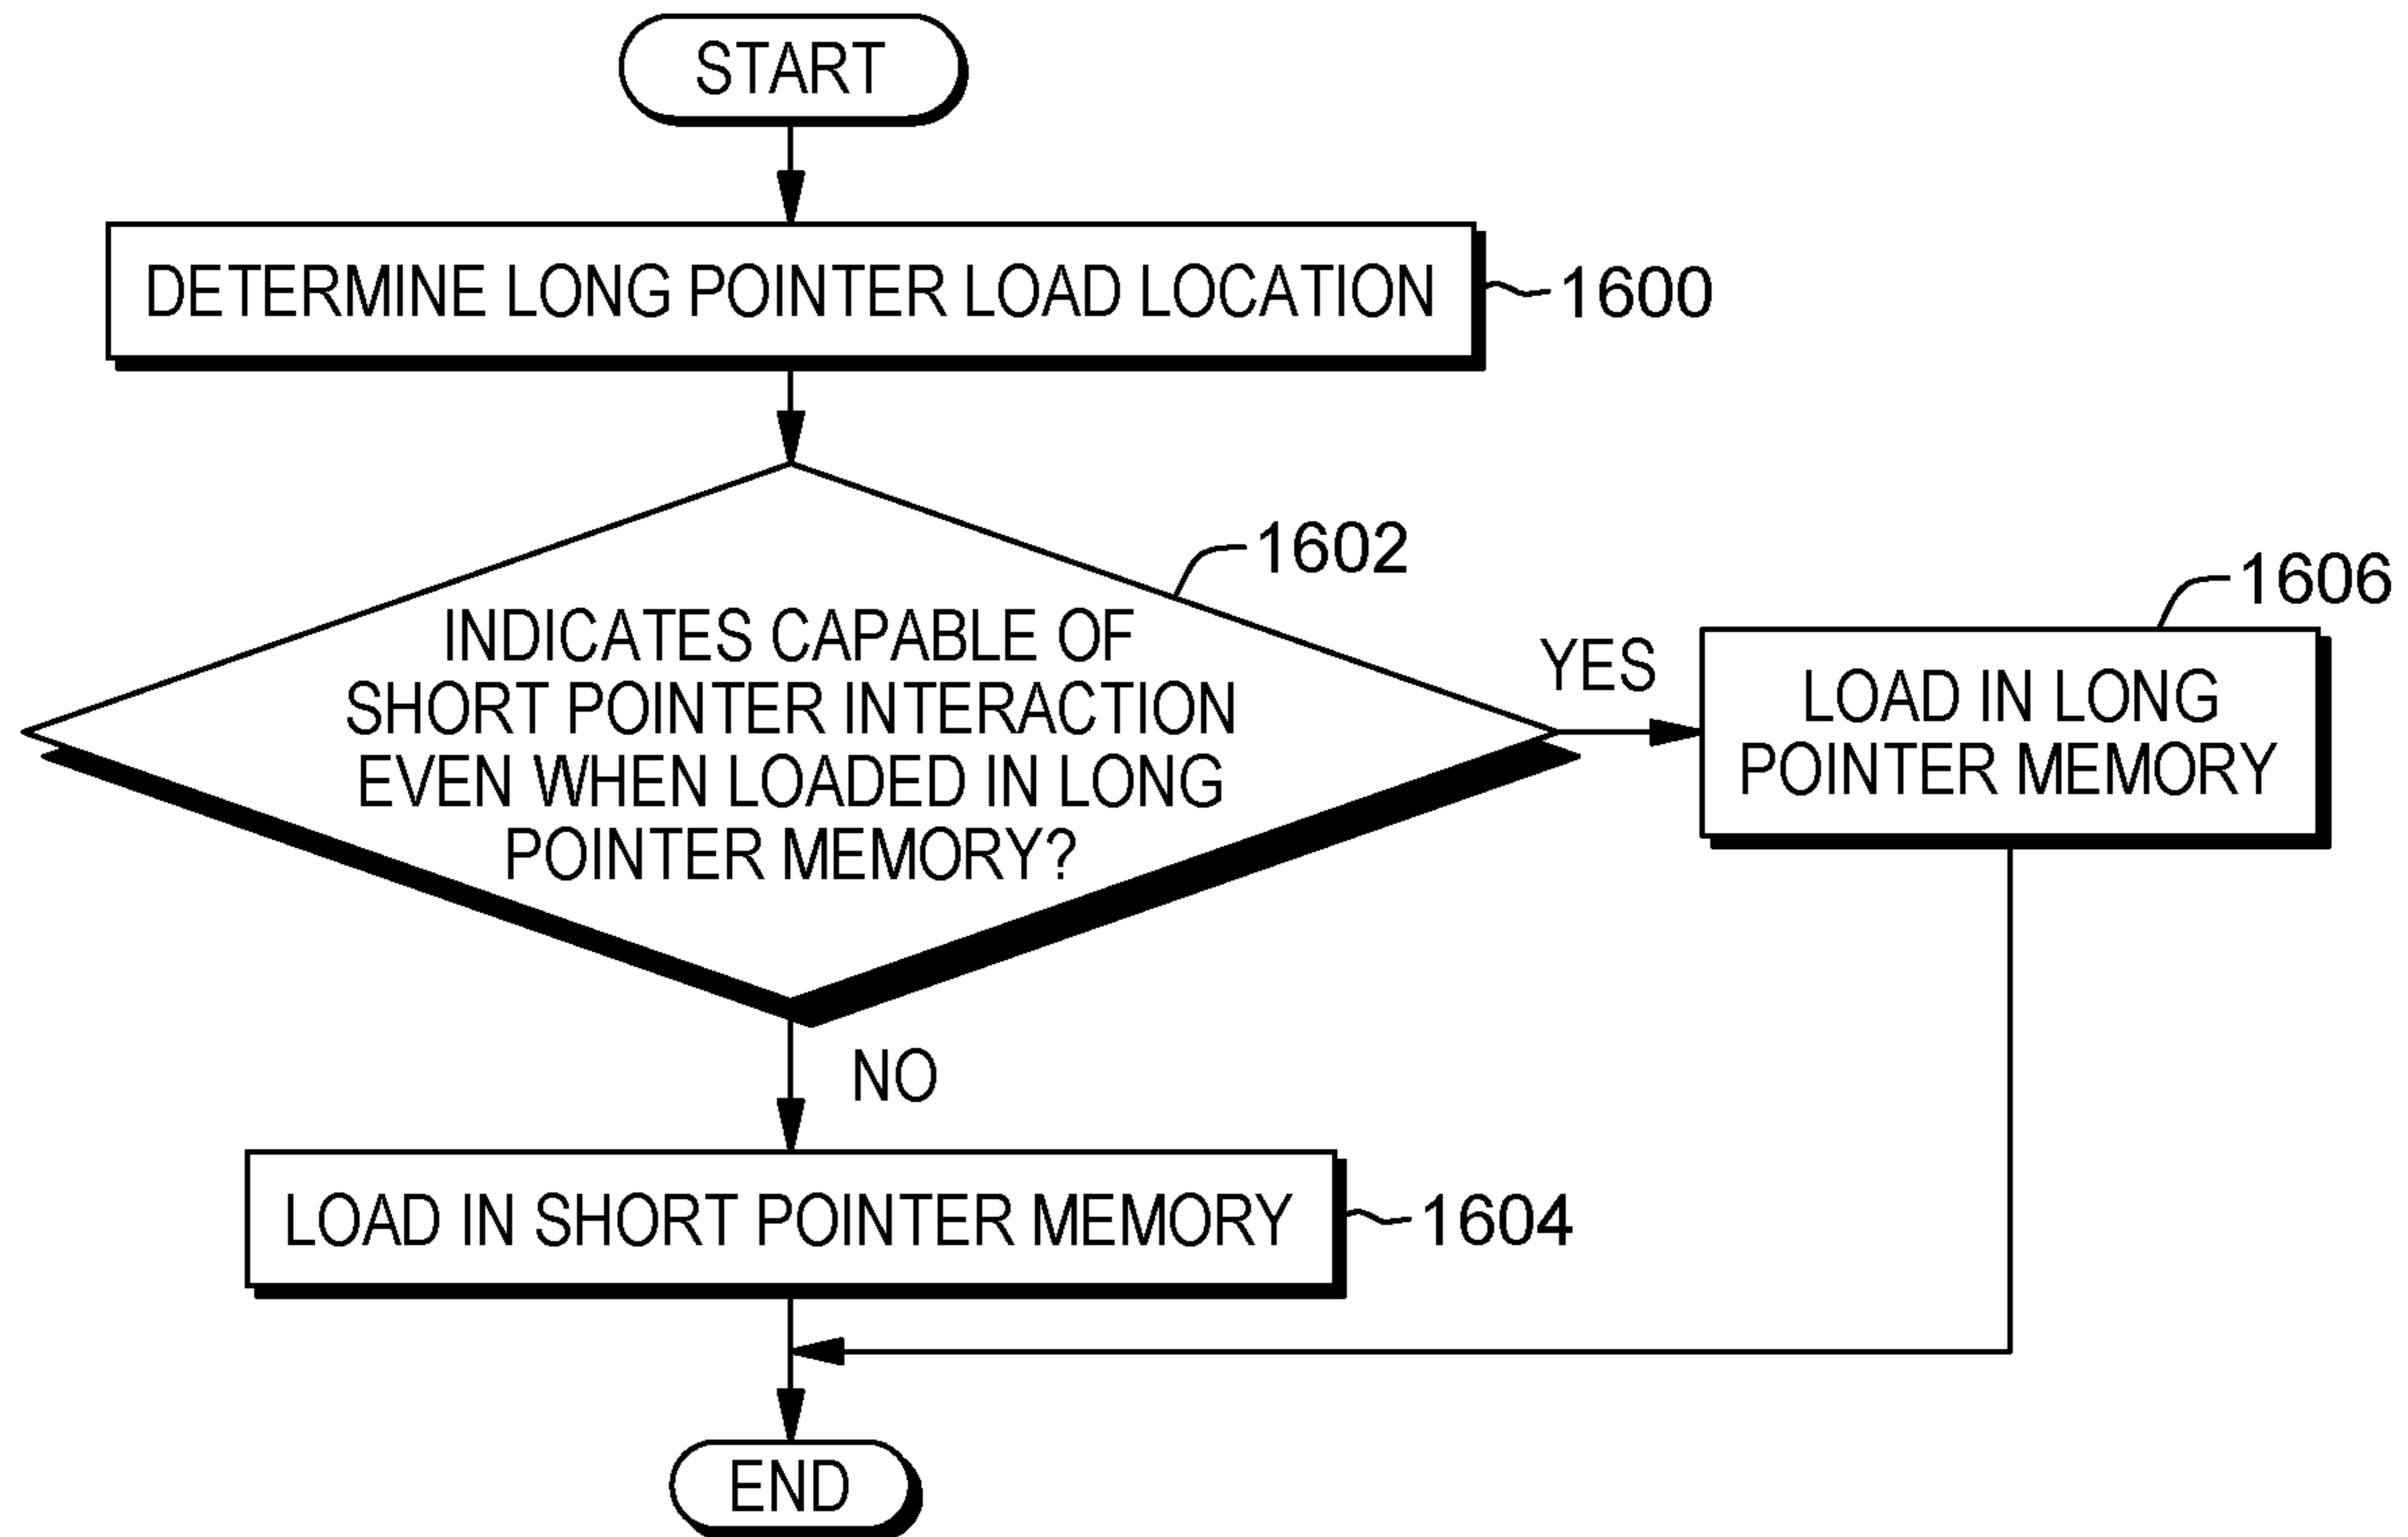 START
DETERMINE LONG POINTER LOAD LOCATION
1600
1602
INDICATES CAPABLE OF
SHORT POINTER INTERACTION
EVEN WHEN LOADED IN LONG
POINTER MEMORY?
YES
1606
LOAD IN LONG
POINTER MEMORY
NO
LOAD IN SHORT POINTER MEMORY
1604
END